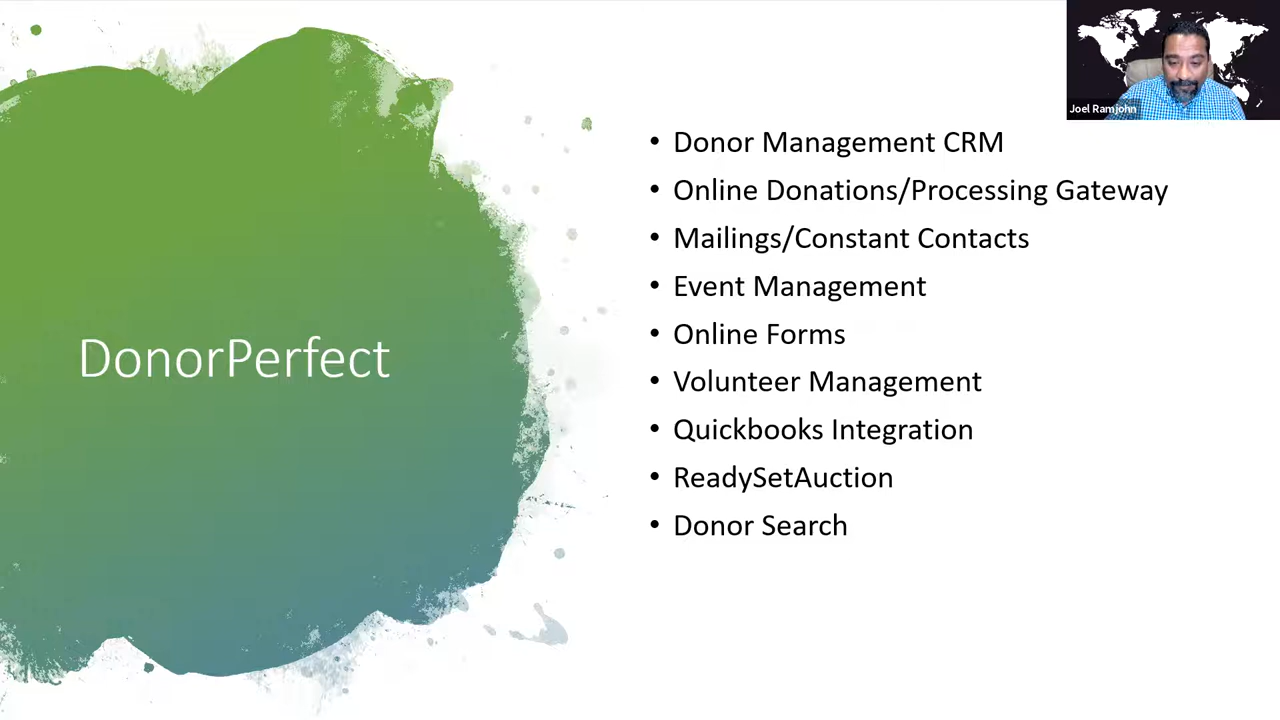 DonorPerfect
• Donor Management CRM
• Online Donations/Processing Gateway
• Mailings/Constant Contacts
• Event Management
• Online Forms
• Volunteer Management
• Quickbooks Integration
• ReadySetAuction
• Donor Search
Joel Ramjohn